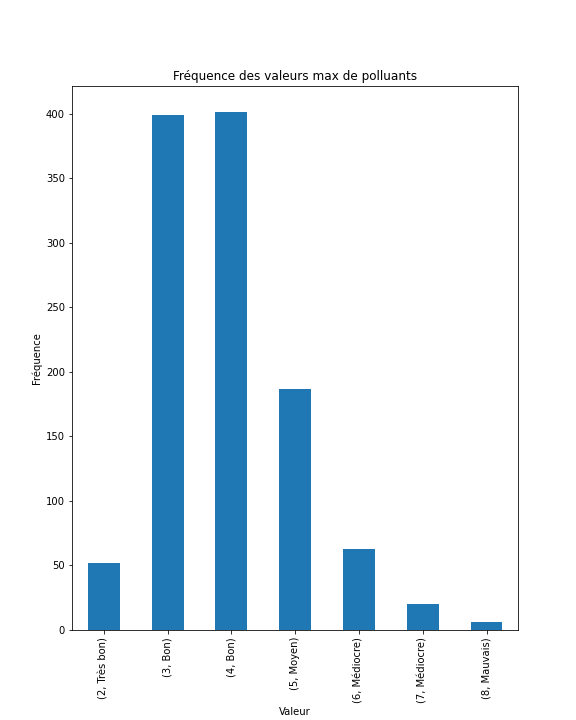 Fréquence des valeurs max de polluants
400
350
300
250
200
150
100
50
0
Fréquence
(2, Très bon)
(3, Bon)
(4, Bon)
(5, Moyen)
(6, Médiocre)
(7, Médiocre)
(8, Mauvais)
Valeur